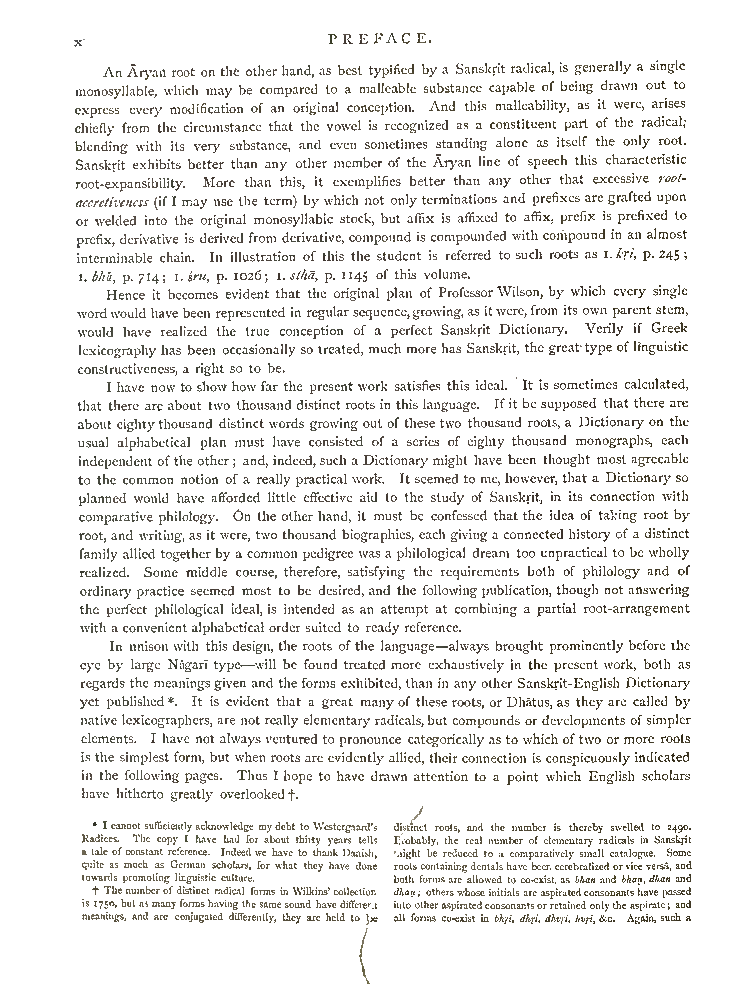 x
PREFACE.
An Āryan root on the other hand, as best typified by a Sanskṛit radical, is generally a single
monosyllable, which may be compared to a malleable substance capable of being drawn out to
express every modification of an original conception. And this malleability, as it were, arises
chiefly from the circumstance that the vowel is recognized as a constituent part of the radical,
blending with its very substance, and even sometimes standing alone as itself the only root.
Sanskṛit exhibits better than any other member of the Āryan line of speech this characteristic
root-expansibility. More than this, it exemplifies better than any other that excessive root-
accretiveness (if I may use the term) by which not only terminations and prefixes are grafted upon
or welded into the original monosyllabic stock, but affix is affixed to affix, prefix is prefixed to
prefix, derivative is derived from derivative, compound is compounded with compound in an almost
interminable chain. In illustration of this the student is referred to such roots as 1. kṛi, p. 245;
1. bhū, p. 714; 1. śru, p. 1026; 1. sthā, p. 1145 of this volume.
Hence it becomes evident that the original plan of Professor Wilson, by which every single
word would have been represented in regular sequence, growing, as it were, from its own parent stem,
would have realized the true conception of a perfect Sanskṛit Dictionary. Verily if Greek
lexicography has been occasionally so treated, much more has Sanskṛit, the great type of linguistic
constructiveness, a right so to be.
I have now to show how far the present work satisfies this ideal. It is sometimes calculated,
that there are about two thousand distinct roots in this language. If it be supposed that there are
about eighty thousand distinct words growing out of these two thousand roots, a Dictionary on the
usual alphabetical plan must have consisted of a series of eighty thousand monographs, each
independent of the other; and, indeed, such a Dictionary might have been thought most agreeable
to the common notion of a really practical work. It seemed to me, however, that a Dictionary so
planned would have afforded little effective aid to the study of Sanskṛit, in its connection with
comparative philology. On the other hand, it must be confessed that the idea of taking root by
root, and writing, as it were, two thousand biographies, each giving a connected history of a distinct
family allied together by a common pedigree was a philological dream too unpractical to be wholly
realized. Some middle course, therefore, satisfying the requirements both of philology and of
ordinary practice seemed most to be desired, and the following publication, though not answering
the perfect philological ideal, is intended as an attempt at combining a partial root-arrangement
with a convenient alphabetical order suited to ready reference.
In unison with this design, the roots of the language—always brought prominently before the
eye by large Nāgarī type—will be found treated more exhaustively in the present work, both as
regards the meanings given and the forms exhibited, than in any other Sanskṛit-English Dictionary
yet published *. It is evident that a great many of these roots, or Dhātus, as they are called by
native lexicographers, are not really elementary radicals, but compounds or developments of simpler
elements. I have not always ventured to pronounce categorically as to which of two or more roots
is the simplest form, but when roots are evidently allied, their connection is conspicuously indicated
in the following pages. Thus I hope to have drawn attention to a point which English scholars
have hitherto greatly overlooked †.
* I cannot sufficiently acknowledge my debt to Westergaard's
Radices. The copy I have had for about thirty years tells
a tale of constant reference. Indeed we have to thank Danish,
quite as much as German scholars, for what they have done
towards promoting linguistic culture.
† The number of distinct radical forms in Wilkins' collection
is 1750, but as many forms having the same sound have different
meanings, and are conjugated differently, they are held to be
distinct roots, and the number is thereby swelled to 2490.
Probably, the real number of elementary radicals in Sanskṛit
might be reduced to a comparatively small catalogue. Some
roots containing dentals have been cerebralized or vice versâ, and
both forms are allowed to co-exist, as bhan and bhaṇ, dhan and
dhaṇ; others whose initials are aspirated consonants have passed
into other aspirated consonants or retained only the aspirate; and
all forms co-exist in bhṛi, dhṛi, dhvṛi, hvṛi, &c. Again, such a